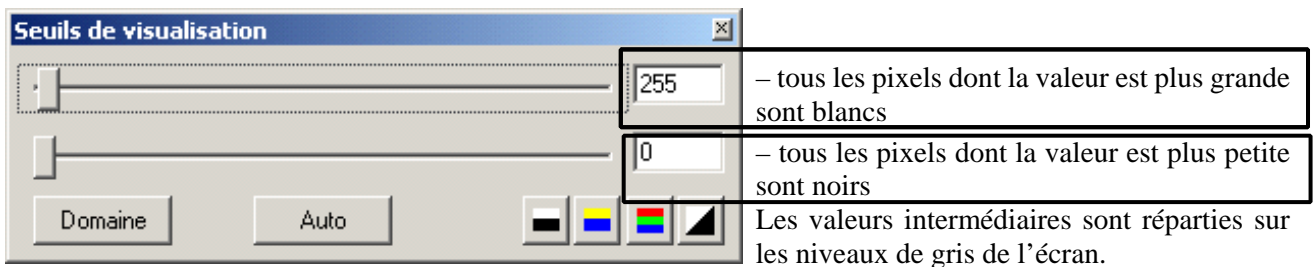 Seuils de visualisation
255
– tous les pixels dont la valeur est plus grande
sont blancs
0
– tous les pixels dont la valeur est plus petite
sont noirs
Domaine
Auto
Les valeurs intermédiaires sont réparties sur
les niveaux de gris de l’écran.